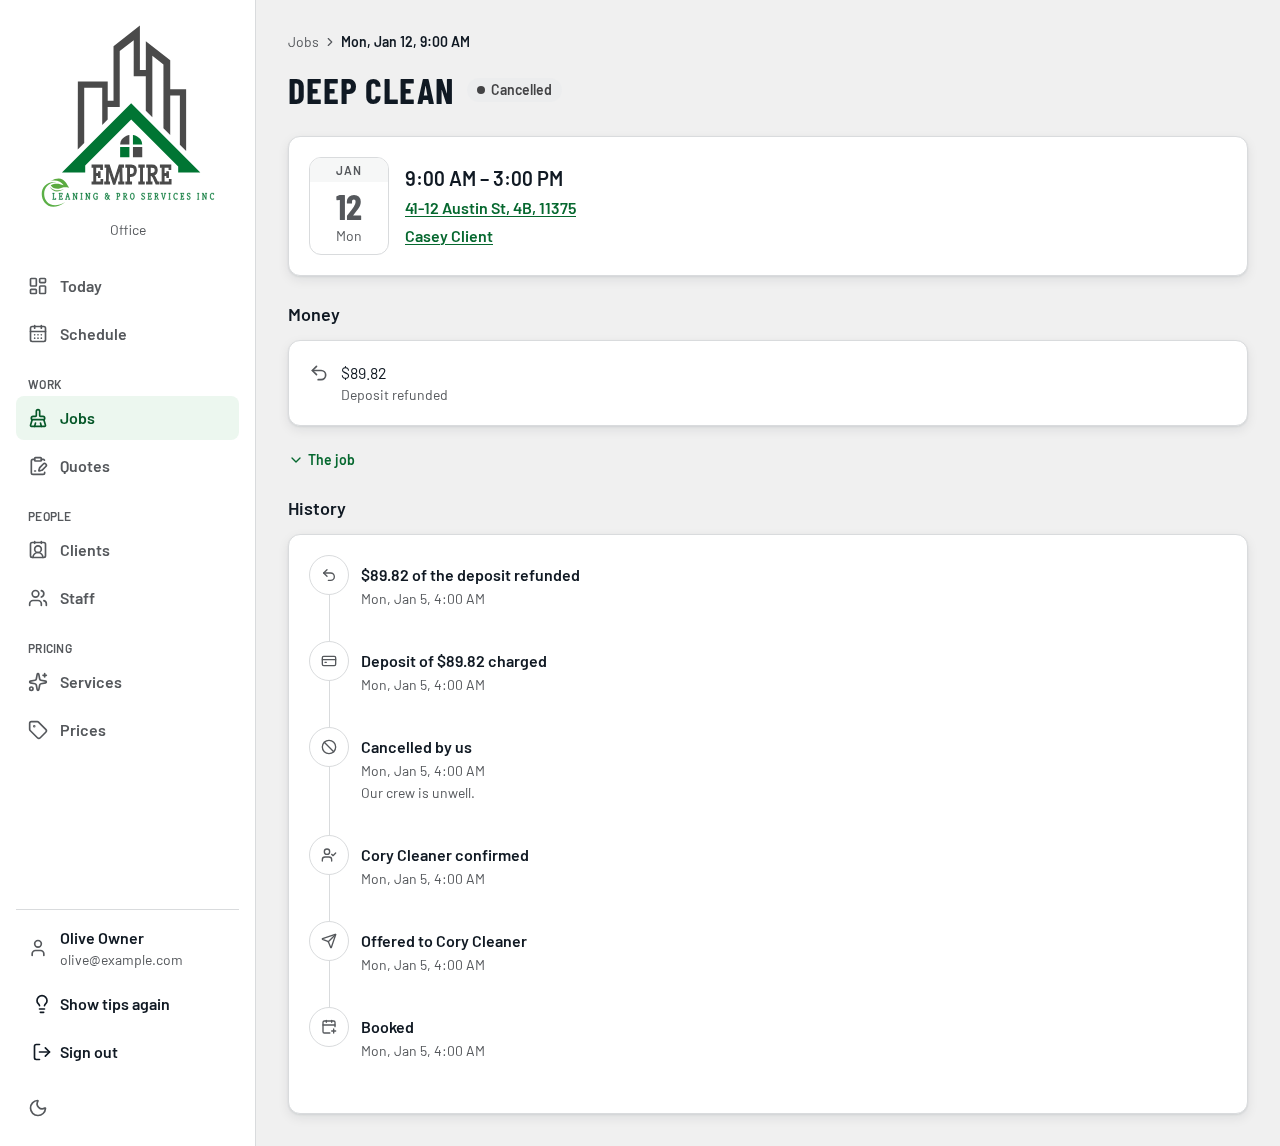 EMPIRE
LEANING & PRO SERVICES INC
Office
Today
Schedule
WORK
Jobs
Quotes
PEOPLE
Clients
Staff
PRICING
Services
Prices
Olive Owner
olive@example.com
Show tips again
Sign out
Jobs > Mon, Jan 12, 9:00 AM
DEEP CLEAN
Cancelled
JAN
12
Mon
9:00 AM – 3:00 PM
41-12 Austin St, 4B, 11375
Casey Client
Money
$89.82
Deposit refunded
The job
History
$89.82 of the deposit refunded
Mon, Jan 5, 4:00 AM
Deposit of $89.82 charged
Mon, Jan 5, 4:00 AM
Cancelled by us
Mon, Jan 5, 4:00 AM
Our crew is unwell.
Cory Cleaner confirmed
Mon, Jan 5, 4:00 AM
Offered to Cory Cleaner
Mon, Jan 5, 4:00 AM
Booked
Mon, Jan 5, 4:00 AM